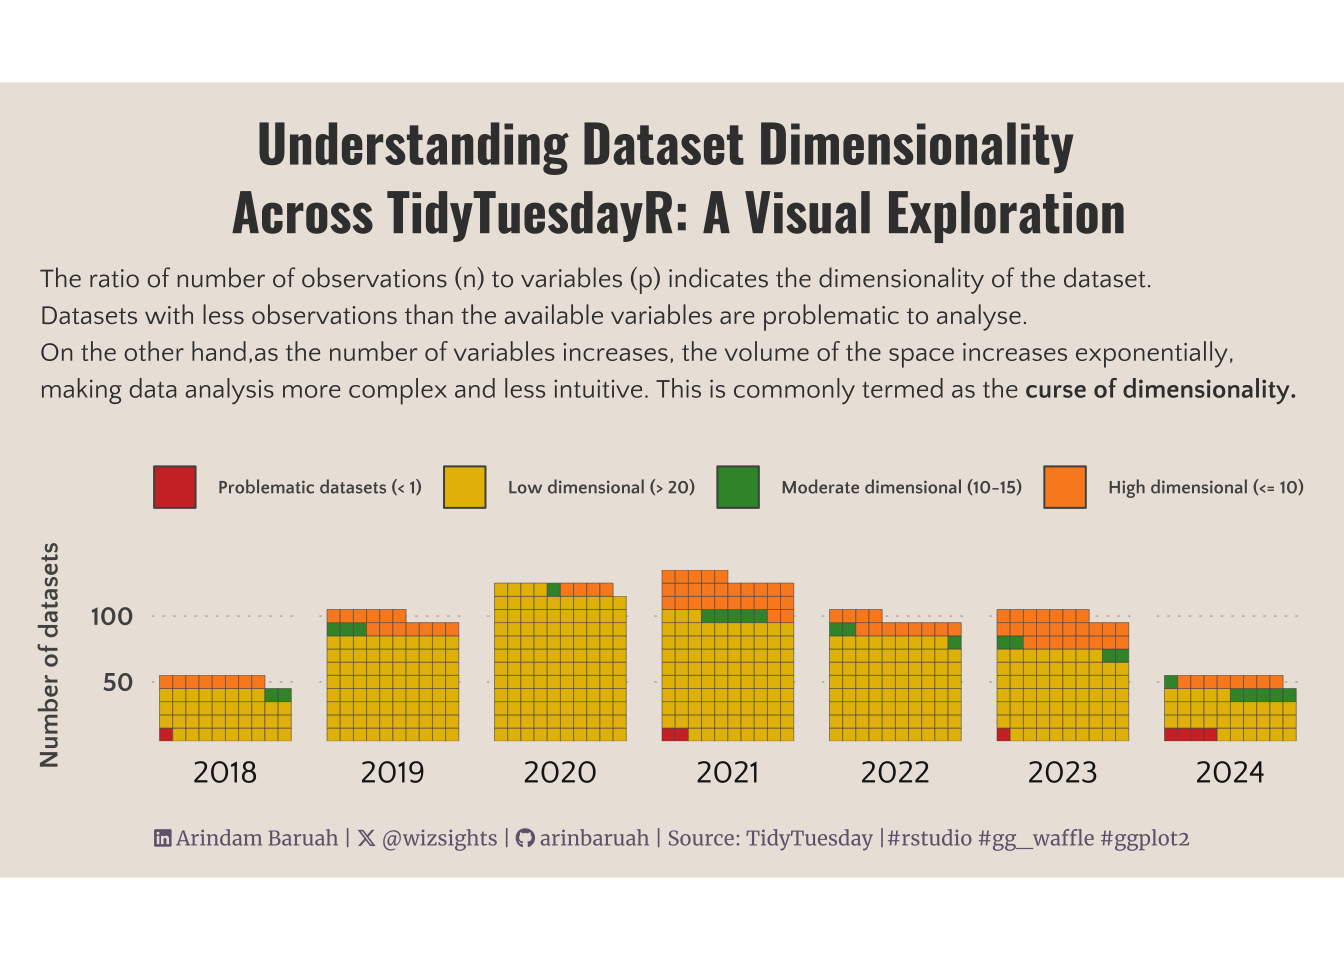 Understanding Dataset Dimensionality
Across TidyTuesdayR: A Visual Exploration
The ratio of number of observations (n) to variables (p) indicates the dimensionality of the dataset.
Datasets with less observations than the available variables are problematic to analyse.
On the other hand,as the number of variables increases, the volume of the space increases exponentially,
making data analysis more complex and less intuitive. This is commonly termed as the curse of dimensionality.
Problematic datasets (< 1) Low dimensional (> 20) Moderate dimensional (10-15) High dimensional (<= 10)
Number of datasets
100
50
2018 2019 2020 2021 2022 2023 2024
Arindam Baruah | X @wizsights | arinbaruah | Source: TidyTuesday |#rstudio #gg_waffle #ggplot2